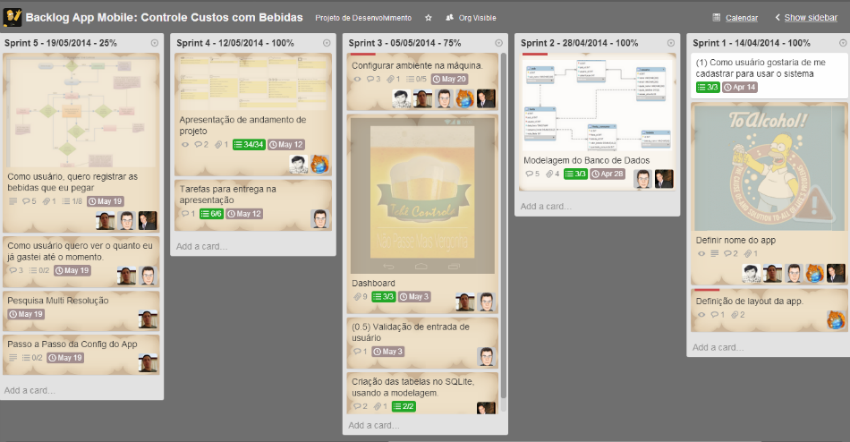 Backlog App Mobile: Controle Custos com Bebidas
Projeto de Desenvolvimento
Org Visible
Calendar
Show sidebar
Sprint 5 - 19/05/2014 - 25%
Como usuário, quero registrar as
bebidas que eu pegar
5 1 1/8 May 19
Como usuário quero ver o quanto eu
já gastei até o momento.
3 0/2 May 19
Pesquisa Multi Resolução
May 19
Passo a Passo da Config do App
0/2 May 19
Add a card...
Sprint 4 - 12/05/2014 - 100%
Apresentação de andamento de
projeto
2 1 34/34 May 12
Tarefas para entrega na
apresentação
1 6/6 May 12
Add a card...
Sprint 3 - 05/05/2014 - 75%
Configurar ambiente na máquina.
3 1 0/5 May 20
Dashboard
9 3/3 May 3
(0.5) Validação de entrada de
usuário
1 May 3
Criação das tabelas no SQLite,
usando a modelagem.
2 1 2/2
Add a card...
Sprint 2 - 28/04/2014 - 100%
Modelagem do Banco de Dados
5 4 3/3 Apr 28
Add a card...
Sprint 1 - 14/04/2014 - 100%
(1) Como usuário gostaria de me
cadastrar para usar o sistema
3/3 Apr 14
To Alcohol!
Definir nome do app
2 1
Definição de layout da app.
1 2
Add a card...